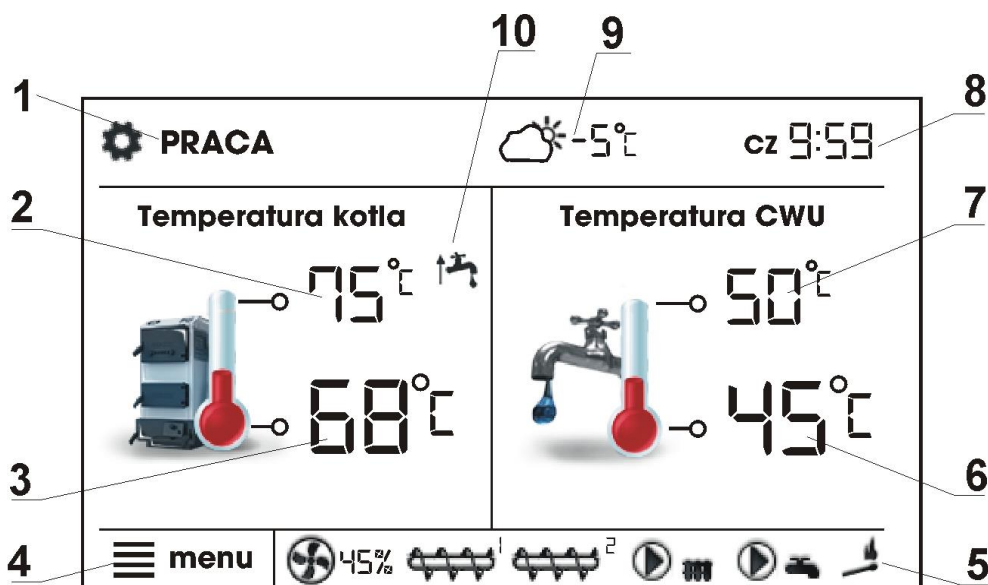 10 9
1 8
PRACA -5°C cz 9:59
2 7
Temperatura kotła Temperatura CWU
75°C 50°C
68°C 45°C
3 6
4 menu 45% 1 2 5